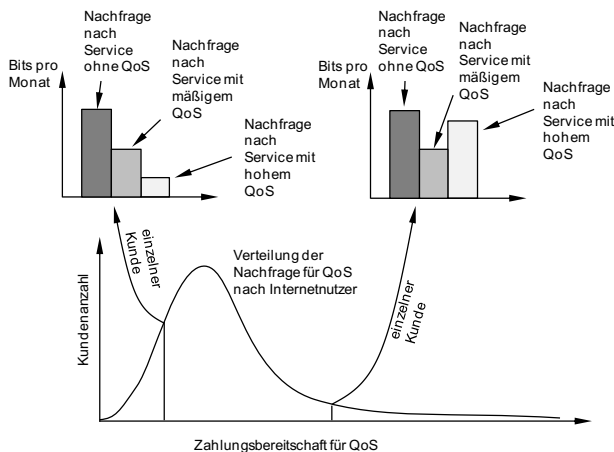 Nachfrage
nach
Service
ohne QoS
Bits pro
Monat
Nachfrage
nach
Service mit
mäßigem
QoS
Nachfrage
nach
Service mit
hohem
QoS
Nachfrage
nach
Service
ohne QoS
Bits pro
Monat
Nachfrage
nach
Service mit
mäßigem
QoS
Nachfrage
nach
Service mit
hohem
QoS
einzelner
Kunde
Verteilung der
Nachfrage für QoS
nach Internetnutzer
einzelner
Kunde
Kundenanzahl
Zahlungsbereitschaft für QoS